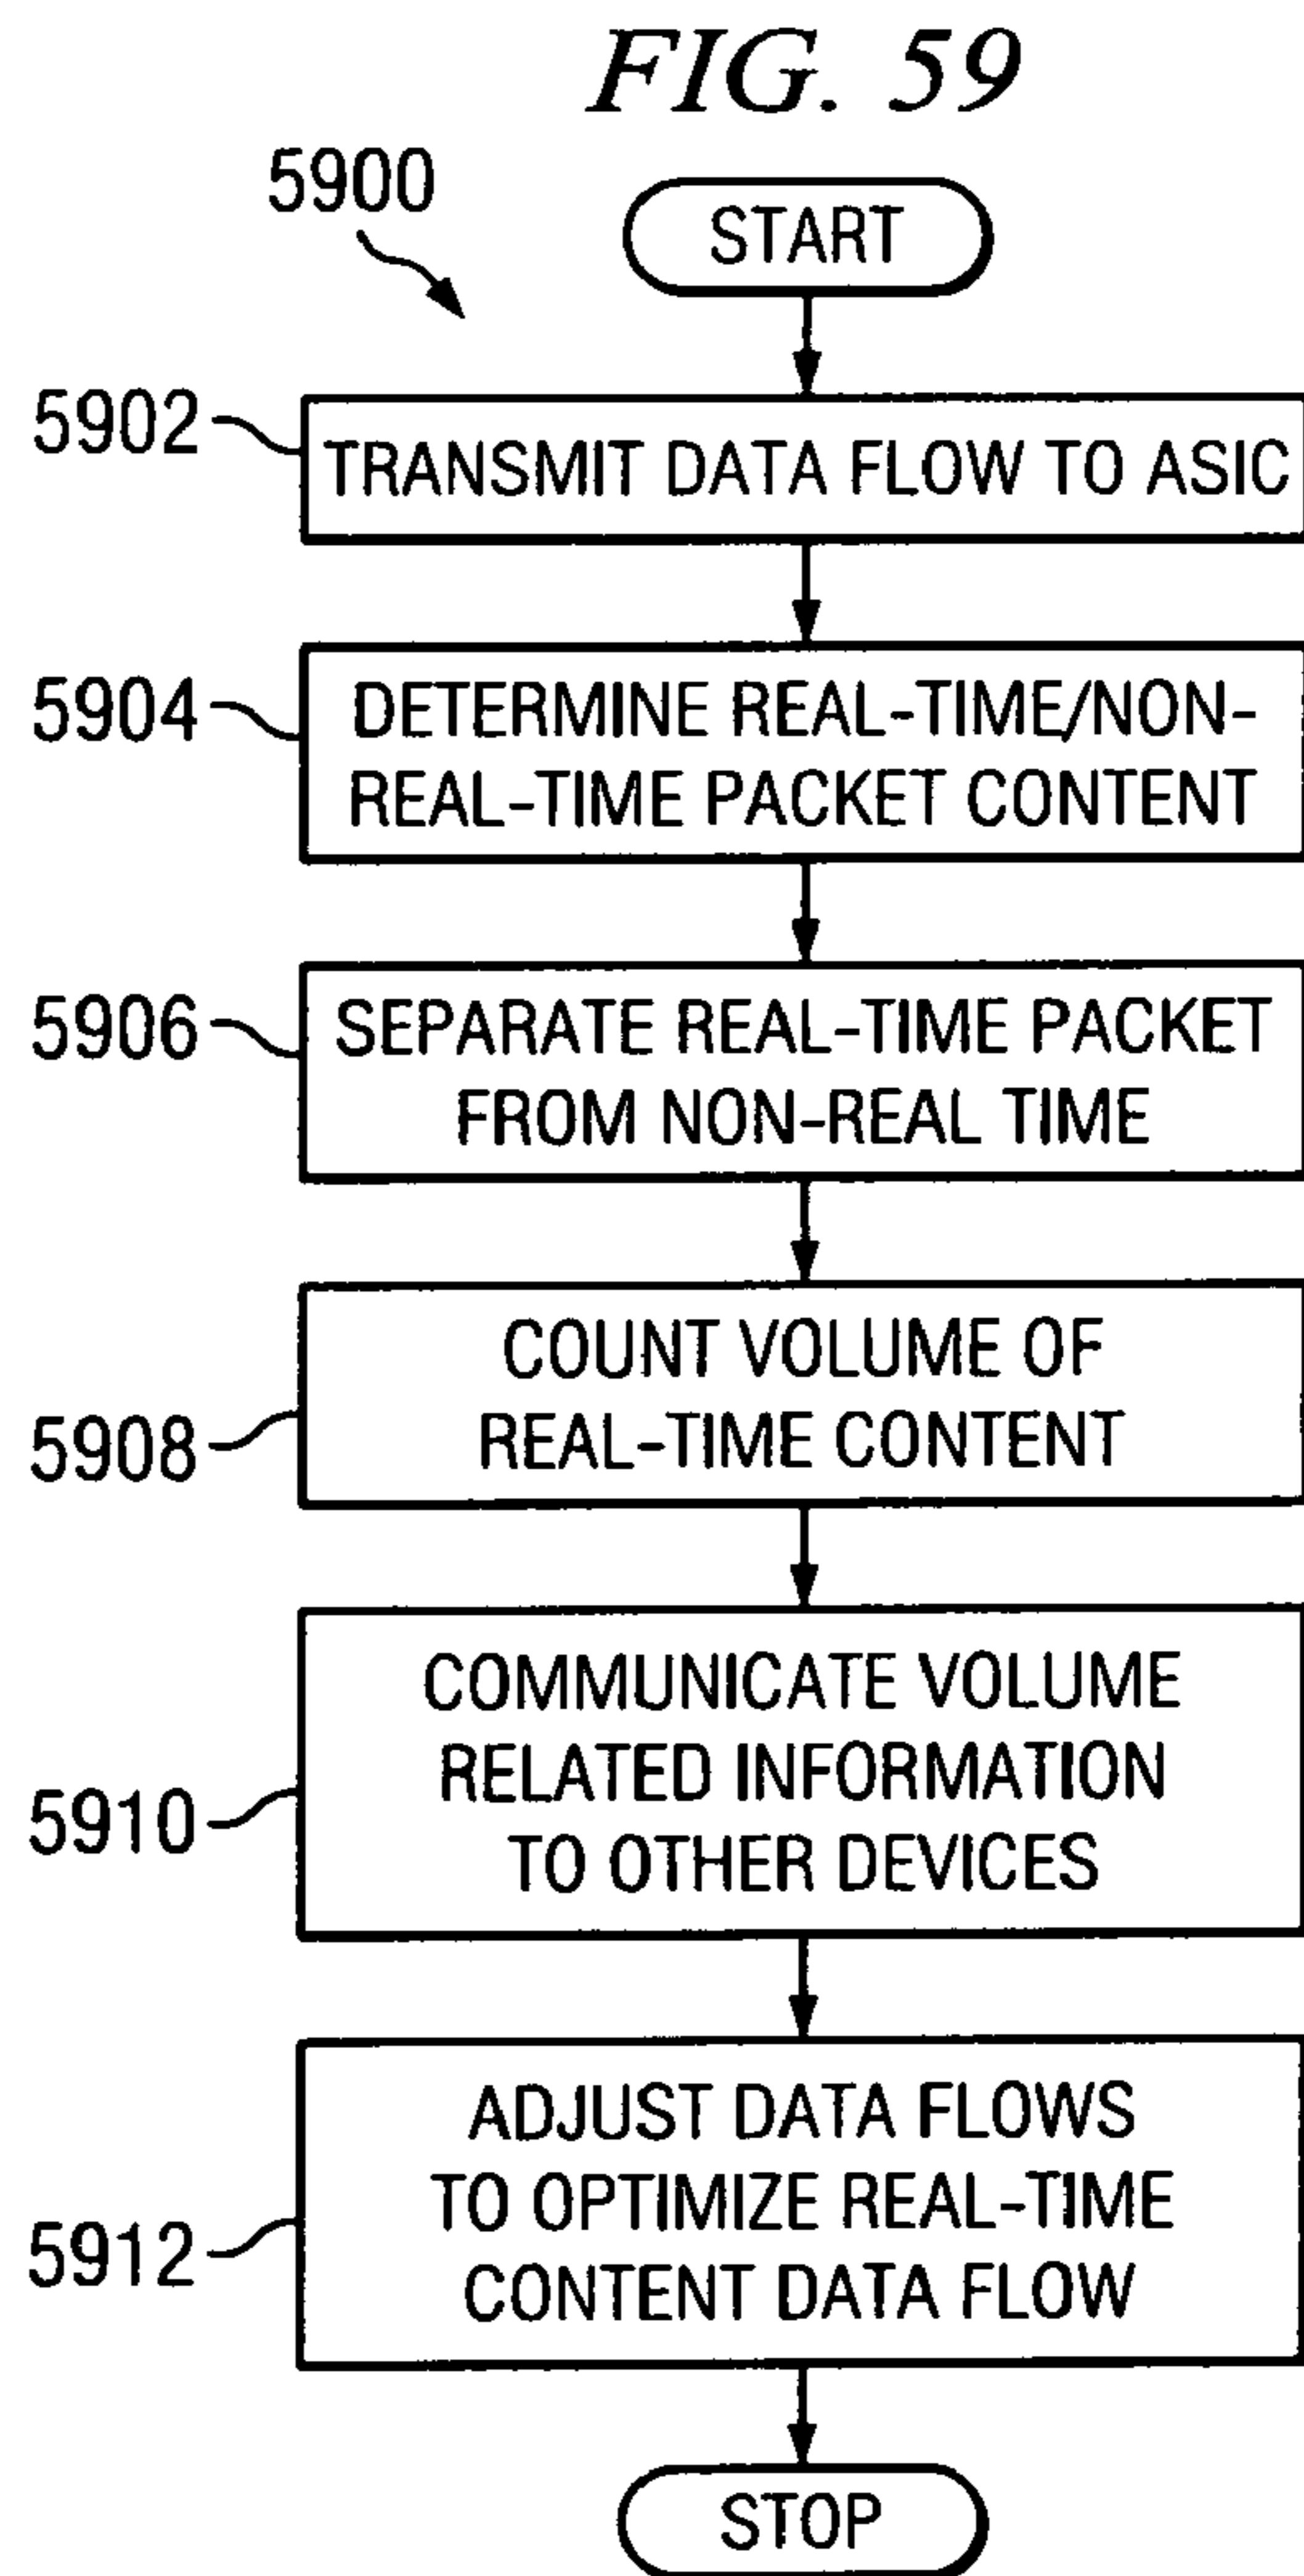 FIG. 59
5900
START
5902
TRANSMIT DATA FLOW TO ASIC
5904
DETERMINE REAL-TIME/NON-
REAL-TIME PACKET CONTENT
5906
SEPARATE REAL-TIME PACKET
FROM NON-REAL TIME
5908
COUNT VOLUME OF
REAL-TIME CONTENT
5910
COMMUNICATE VOLUME
RELATED INFORMATION
TO OTHER DEVICES
5912
ADJUST DATA FLOWS
TO OPTIMIZE REAL-TIME
CONTENT DATA FLOW
STOP